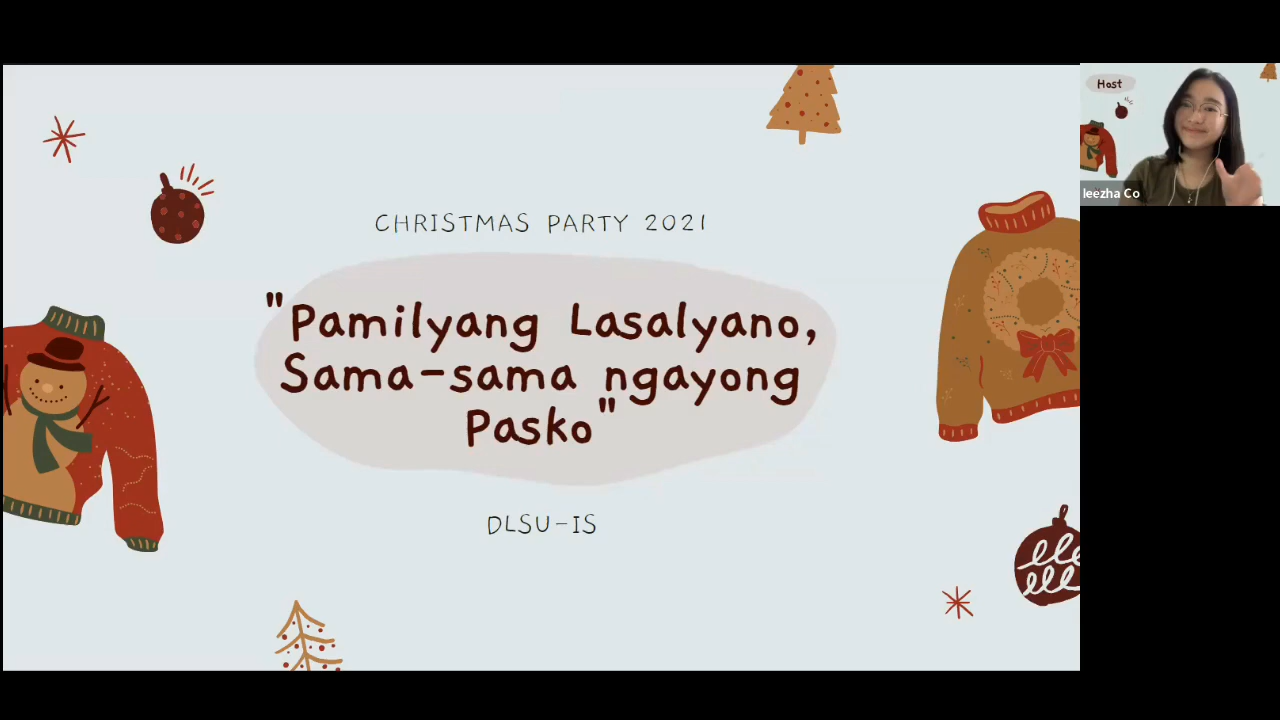 CHRISTMAS PARTY 2021
"Pamilyang Lasalyano,
Sama-sama ngayong
Pasko"
DLSU-IS
Host
leezha Co